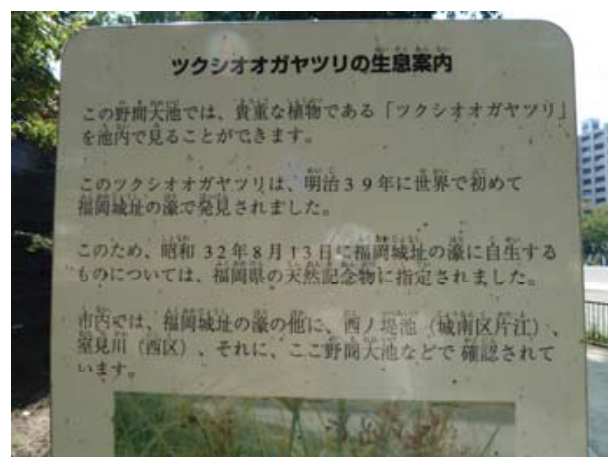 ツクシオオガヤツリの生息案内
この野間大池では、貴重な植物である「ツクシオオガヤツリ」
を池内で見ることができます。
このツクシオオガヤツリは、明治39年に世界で初めて
福岡城址の濠で発見されました。
このため、昭和32年8月13日に福岡城址の濠に自生する
ものについては、福岡県の天然記念物に指定されました。
市内では、福岡城址の濠の他に、西ノ堤池（城南区片江）、
室見川（西区）、それに、ここ野間大池などで確認されて
います。